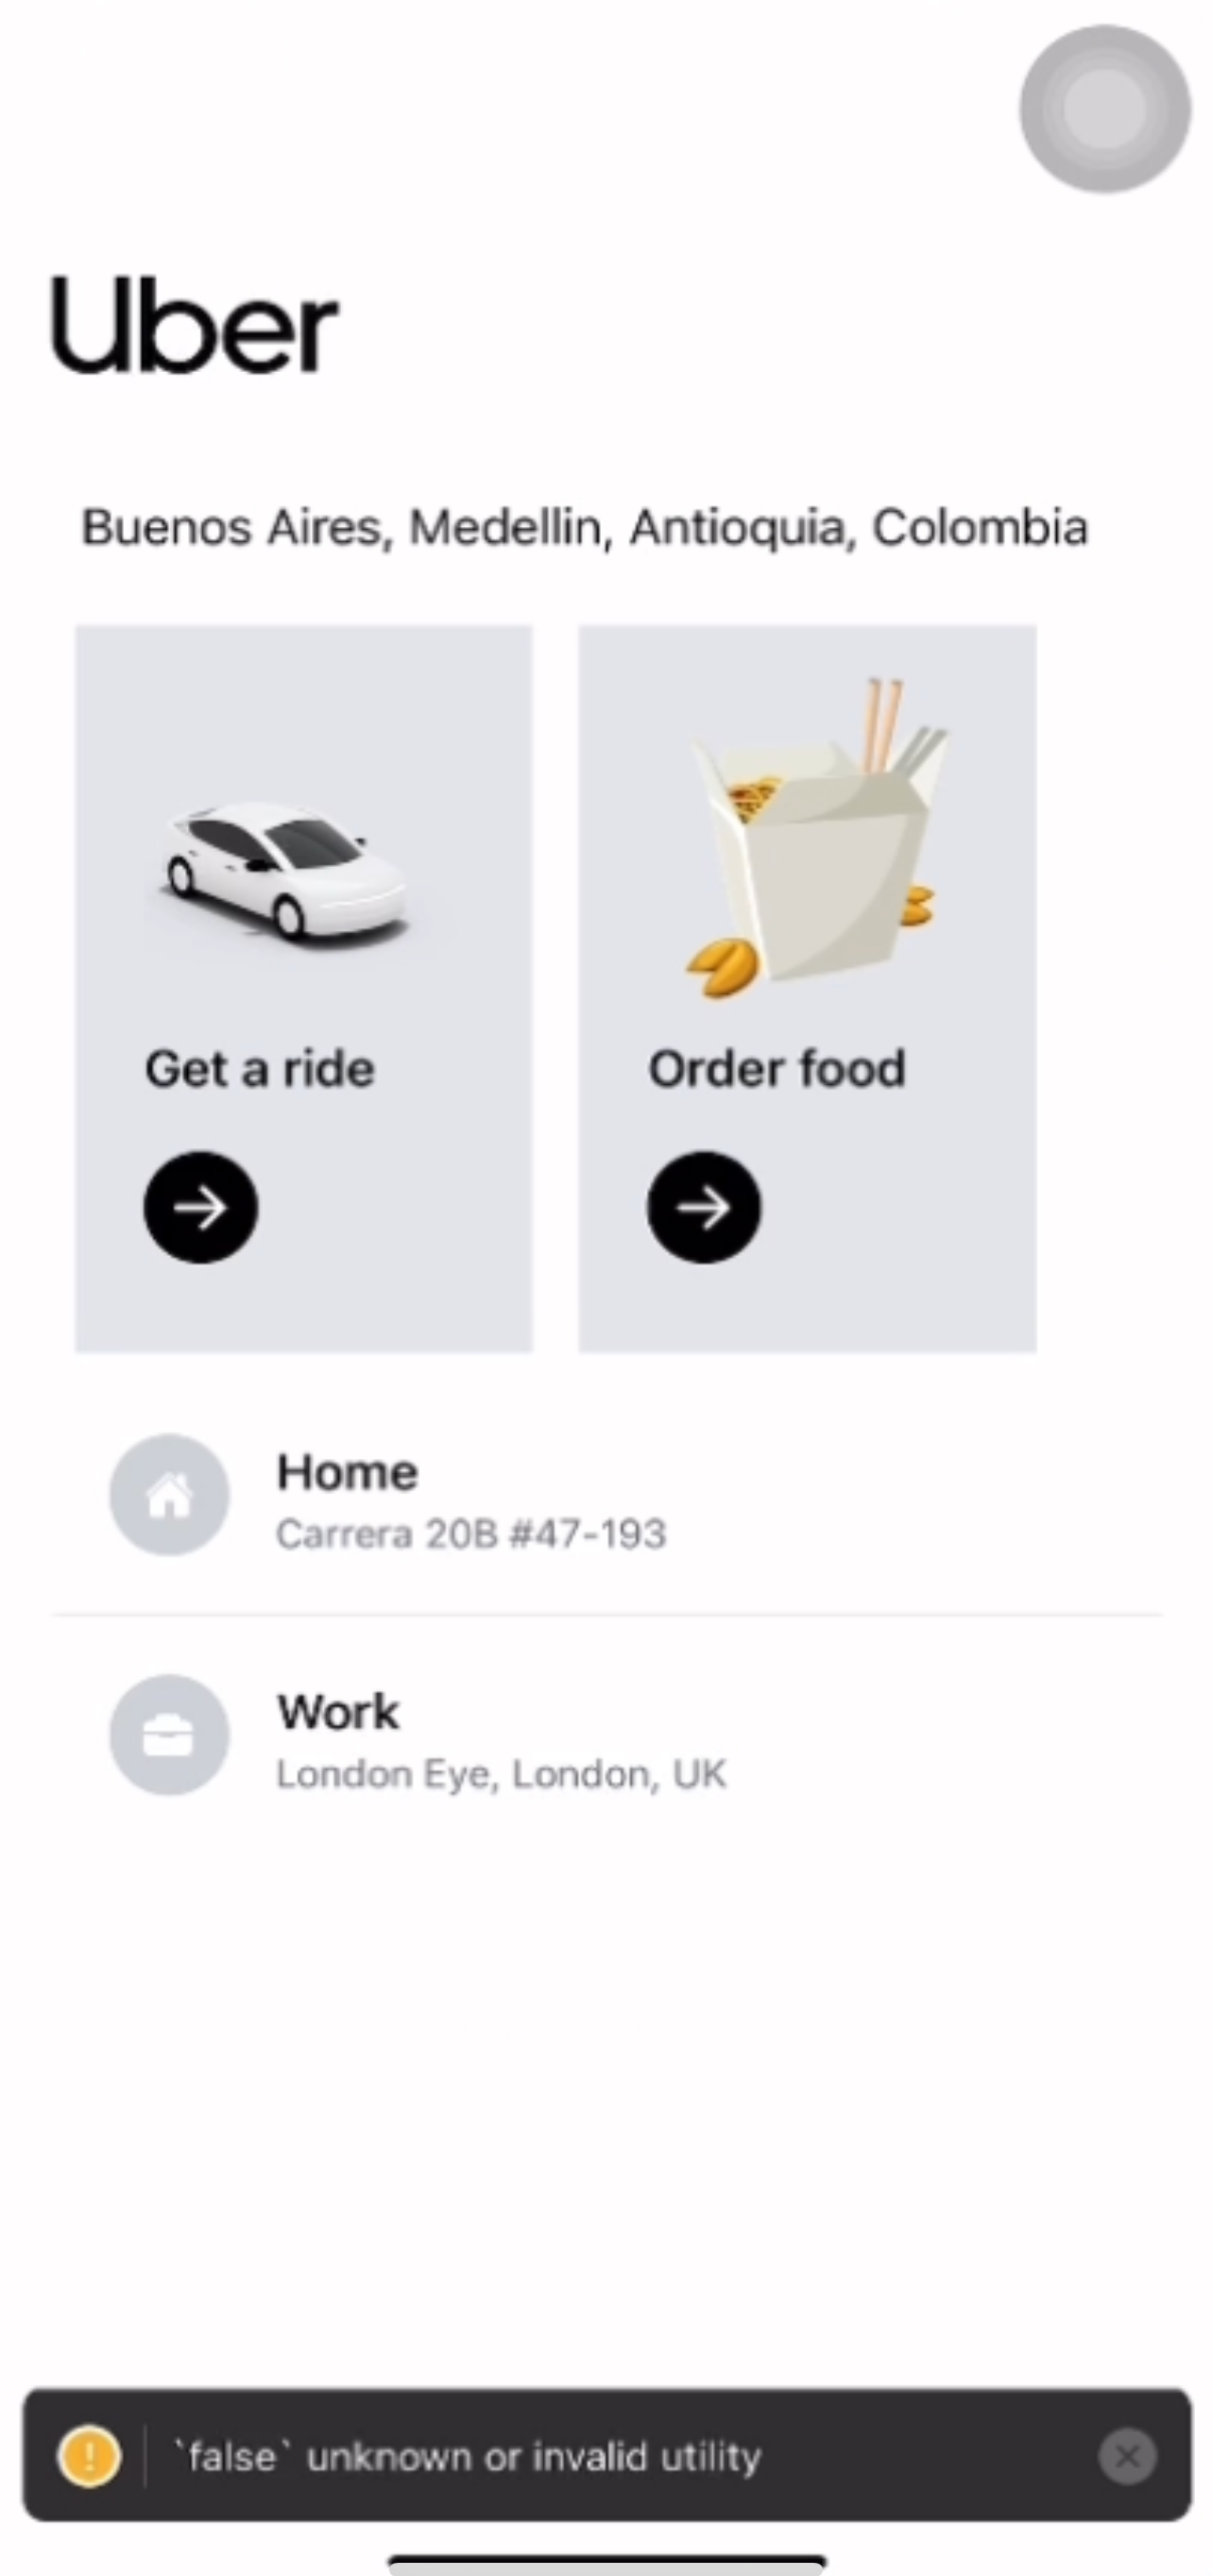 Uber
Buenos Aires, Medellin, Antioquia, Colombia
Get a ride
Order food
Home
Carrera 20B #47-193
Work
London Eye, London, UK
`false` unknown or invalid utility